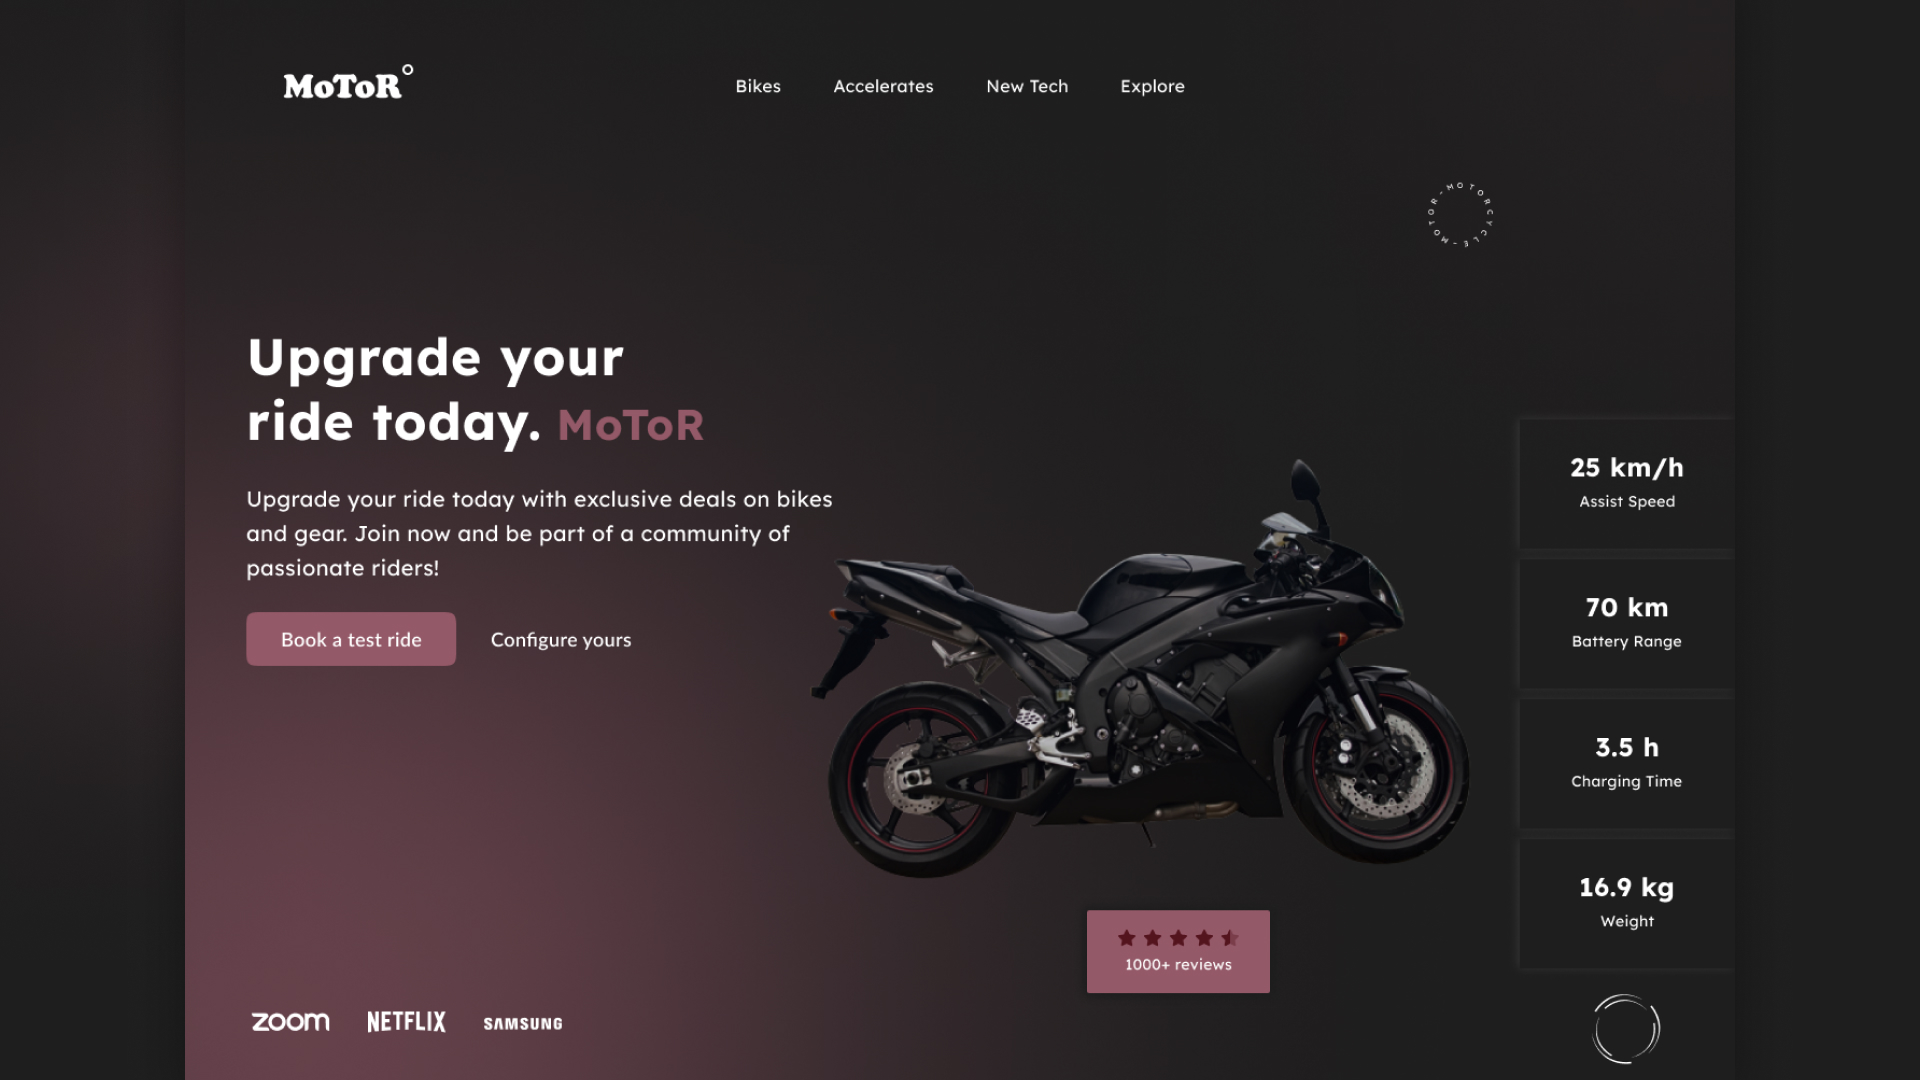 MoToR
Bikes
Accelerates
New Tech
Explore
MOTOR-MOTORCYCLE-
Upgrade your
ride today. MoToR
Upgrade your ride today with exclusive deals on bikes
and gear. Join now and be part of a community of
passionate riders!
Book a test ride
Configure yours
25 km/h
Assist Speed
70 km
Battery Range
3.5 h
Charging Time
16.9 kg
Weight
1000+ reviews
zoom
NETFLIX
SAMSUNG